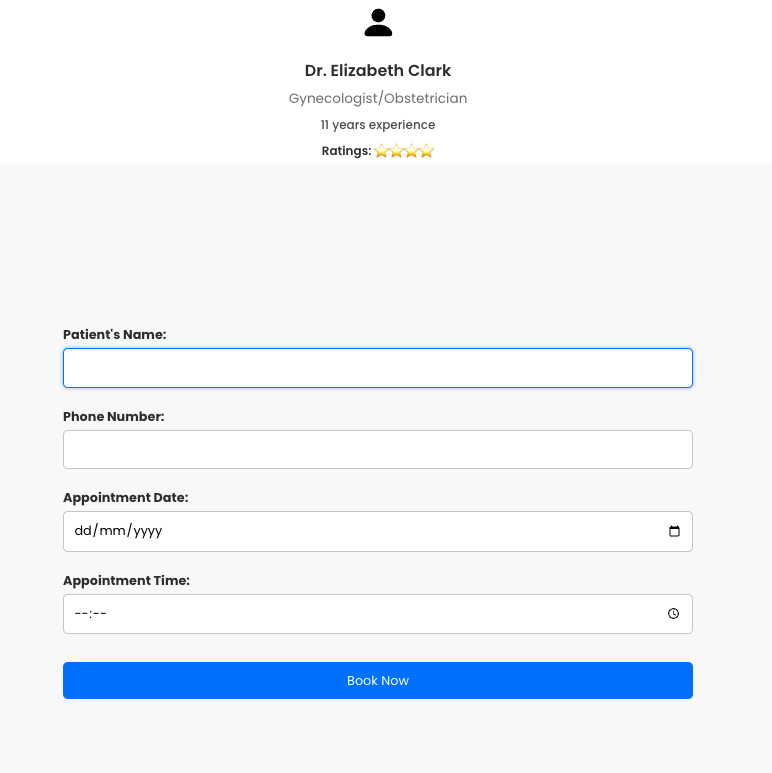 Dr. Elizabeth Clark
Gynecologist/Obstetrician
11 years experience
Ratings: ⭐⭐⭐⭐
Patient's Name:
Phone Number:
Appointment Date:
dd/mm/yyyy
Appointment Time:
--:--
Book Now